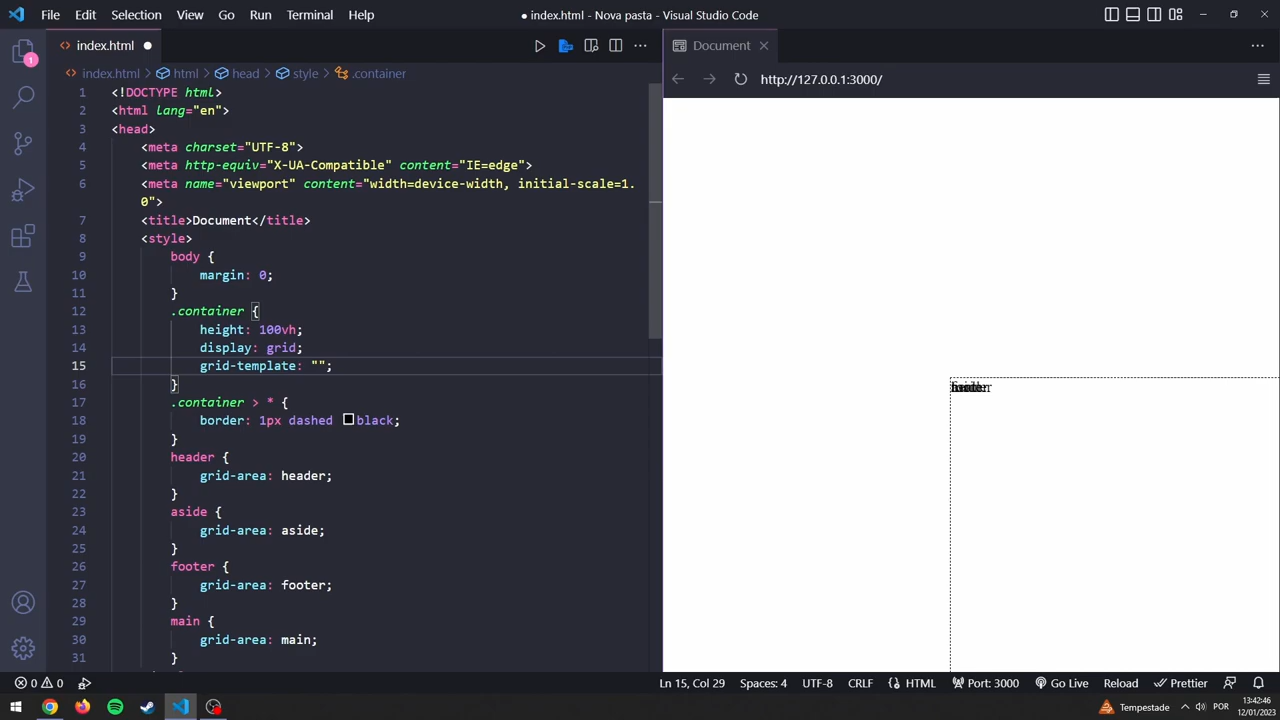 File Edit Selection View Go Run Terminal Help
● index.html - Nova pasta - Visual Studio Code
index.html ●
Document
index.html > html > head > style > .container
http://127.0.0.1:3000/
1 <!DOCTYPE html>
2 <html lang="en">
3 <head>
4 <meta charset="UTF-8">
5 <meta http-equiv="X-UA-Compatible" content="IE=edge">
6 <meta name="viewport" content="width=device-width, initial-scale=1.
0">
7 <title>Document</title>
8 <style>
9 body {
10 margin: 0;
11 }
12 .container {
13 height: 100vh;
14 display: grid;
15 grid-template: "";
16 }
17 .container > * {
18 border: 1px dashed black;
19 }
20 header {
21 grid-area: header;
22 }
23 aside {
24 grid-area: aside;
25 }
26 footer {
27 grid-area: footer;
28 }
29 main {
30 grid-area: main;
31 }
1
0 0 Ln 15, Col 29 Spaces: 4 UTF-8 CRLF HTML Port: 3000 Go Live Reload Prettier
Tempestade POR 13:42:46
12/01/2023